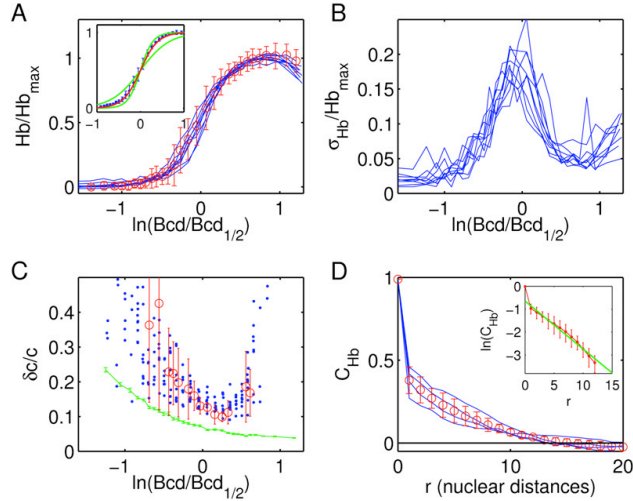 A
Hb/Hb_max
1
0.5
0
1
0
−1
0
1
−1
0
1
ln(Bcd/Bcd_1/2)
B
σ_Hb/Hb_max
0.2
0.15
0.1
0.05
0
−1
0
1
ln(Bcd/Bcd_1/2)
C
δc/c
0.4
0.3
0.2
0.1
0
−1
0
1
ln(Bcd/Bcd_1/2)
D
C_Hb
1
0.5
0
0
10
20
r (nuclear distances)
ln(C_Hb)
0
−1
−2
−3
0
5
10
15
r